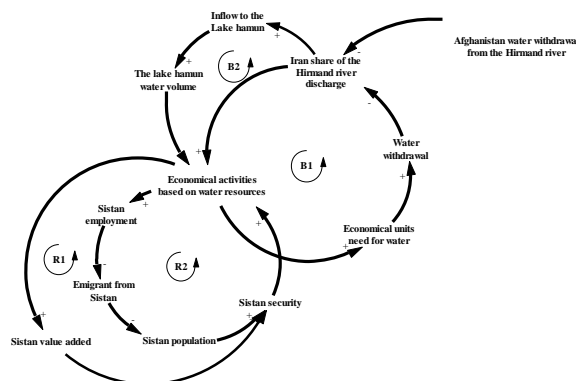 Inflow to the
Lake hamun
Afghanistan water withdrawa
from the Hirmand river
Iran share of the
Hirmand river
discharge
B2
The lake hamun
water volume
Water
withdrawal
B1
Economical activities
based on water resources
Sistan
employment
Economical units
need for water
R1
R2
Emigrant from
Sistan
Sistan security
Sistan value added
Sistan population
+
-
+
+
-
+
+
+
+
-
+
-
+
+